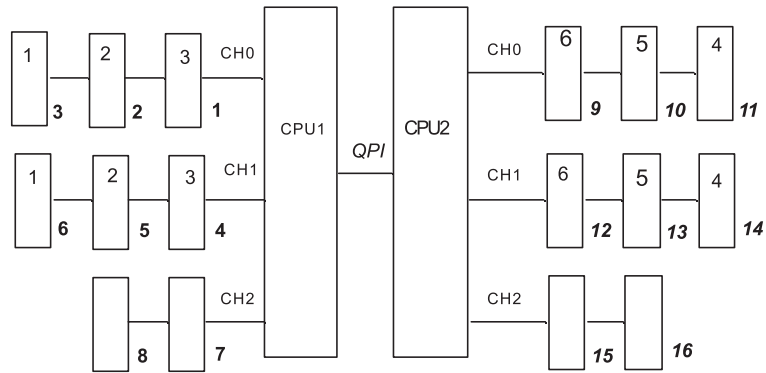 1 2 3 CH0 CH0 6 5 4
3 2 1 9 10 11
CPU1 QPI CPU2
1 2 3 CH1 CH1 6 5 4
6 5 4 12 13 14
CH2 CH2
8 7 15 16